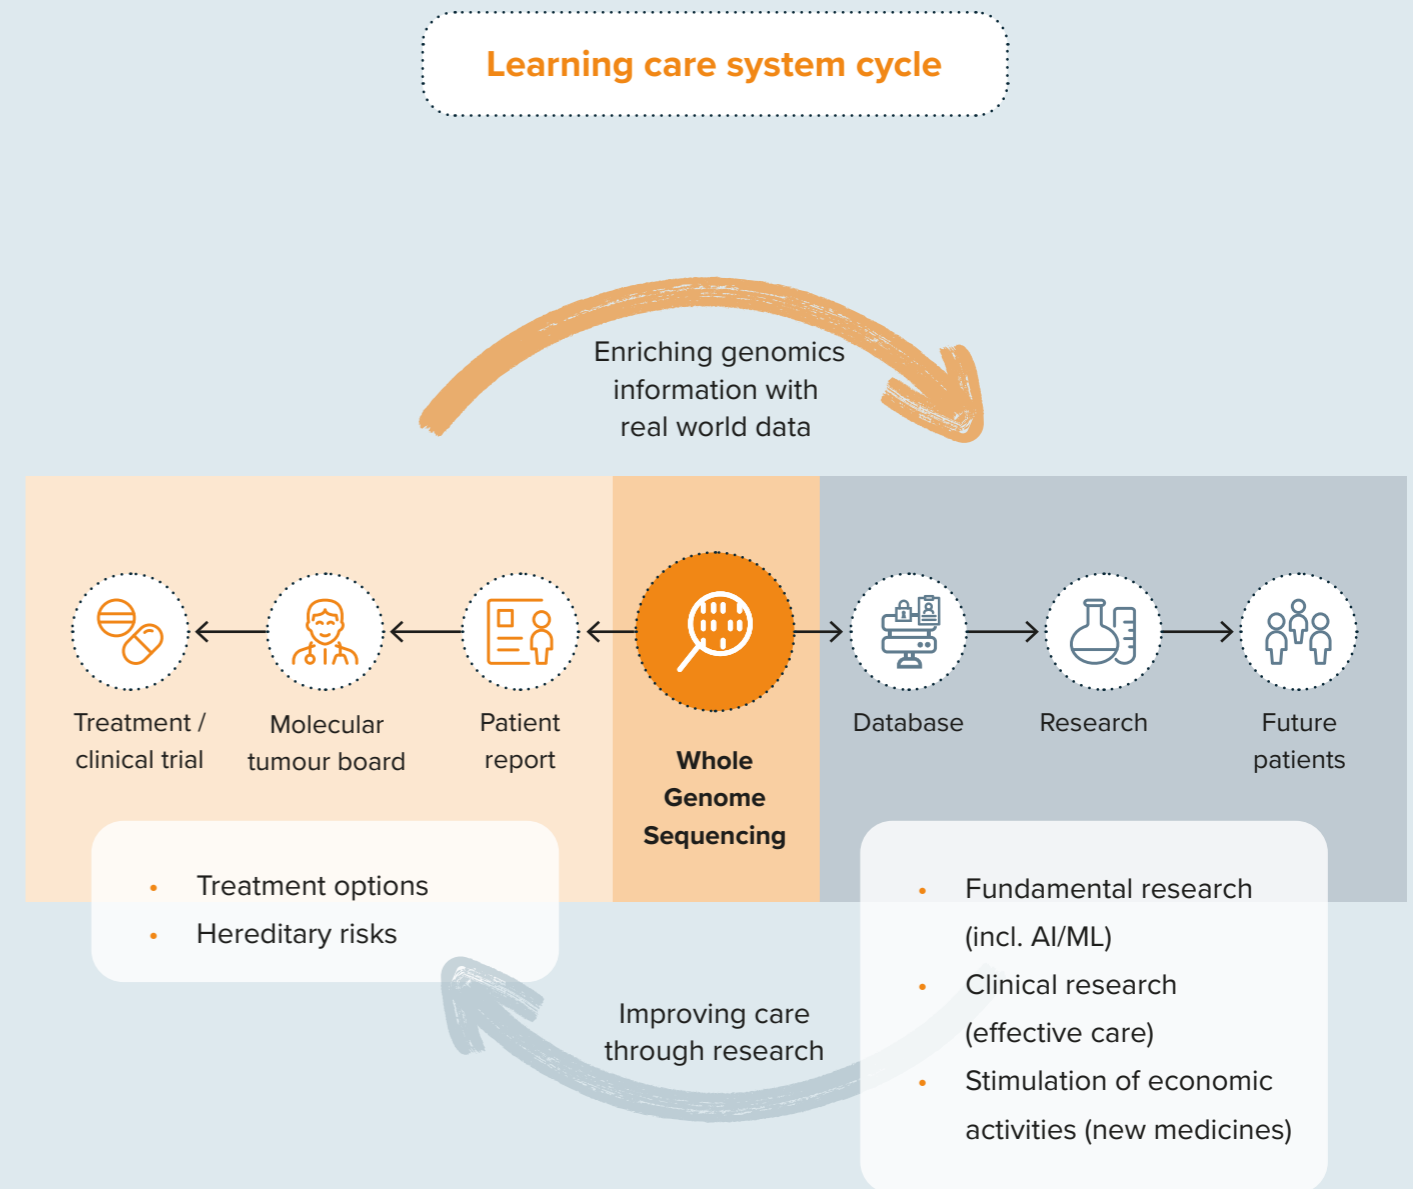 Learning care system cycle
Enriching genomics
information with
real world data
Treatment /
clinical trial
Molecular
tumour board
Patient
report
Whole
Genome
Sequencing
Database
Research
Future
patients
• Treatment options
• Hereditary risks
Improving care
through research
• Fundamental research
(incl. AI/ML)
• Clinical research
(effective care)
• Stimulation of economic
activities (new medicines)